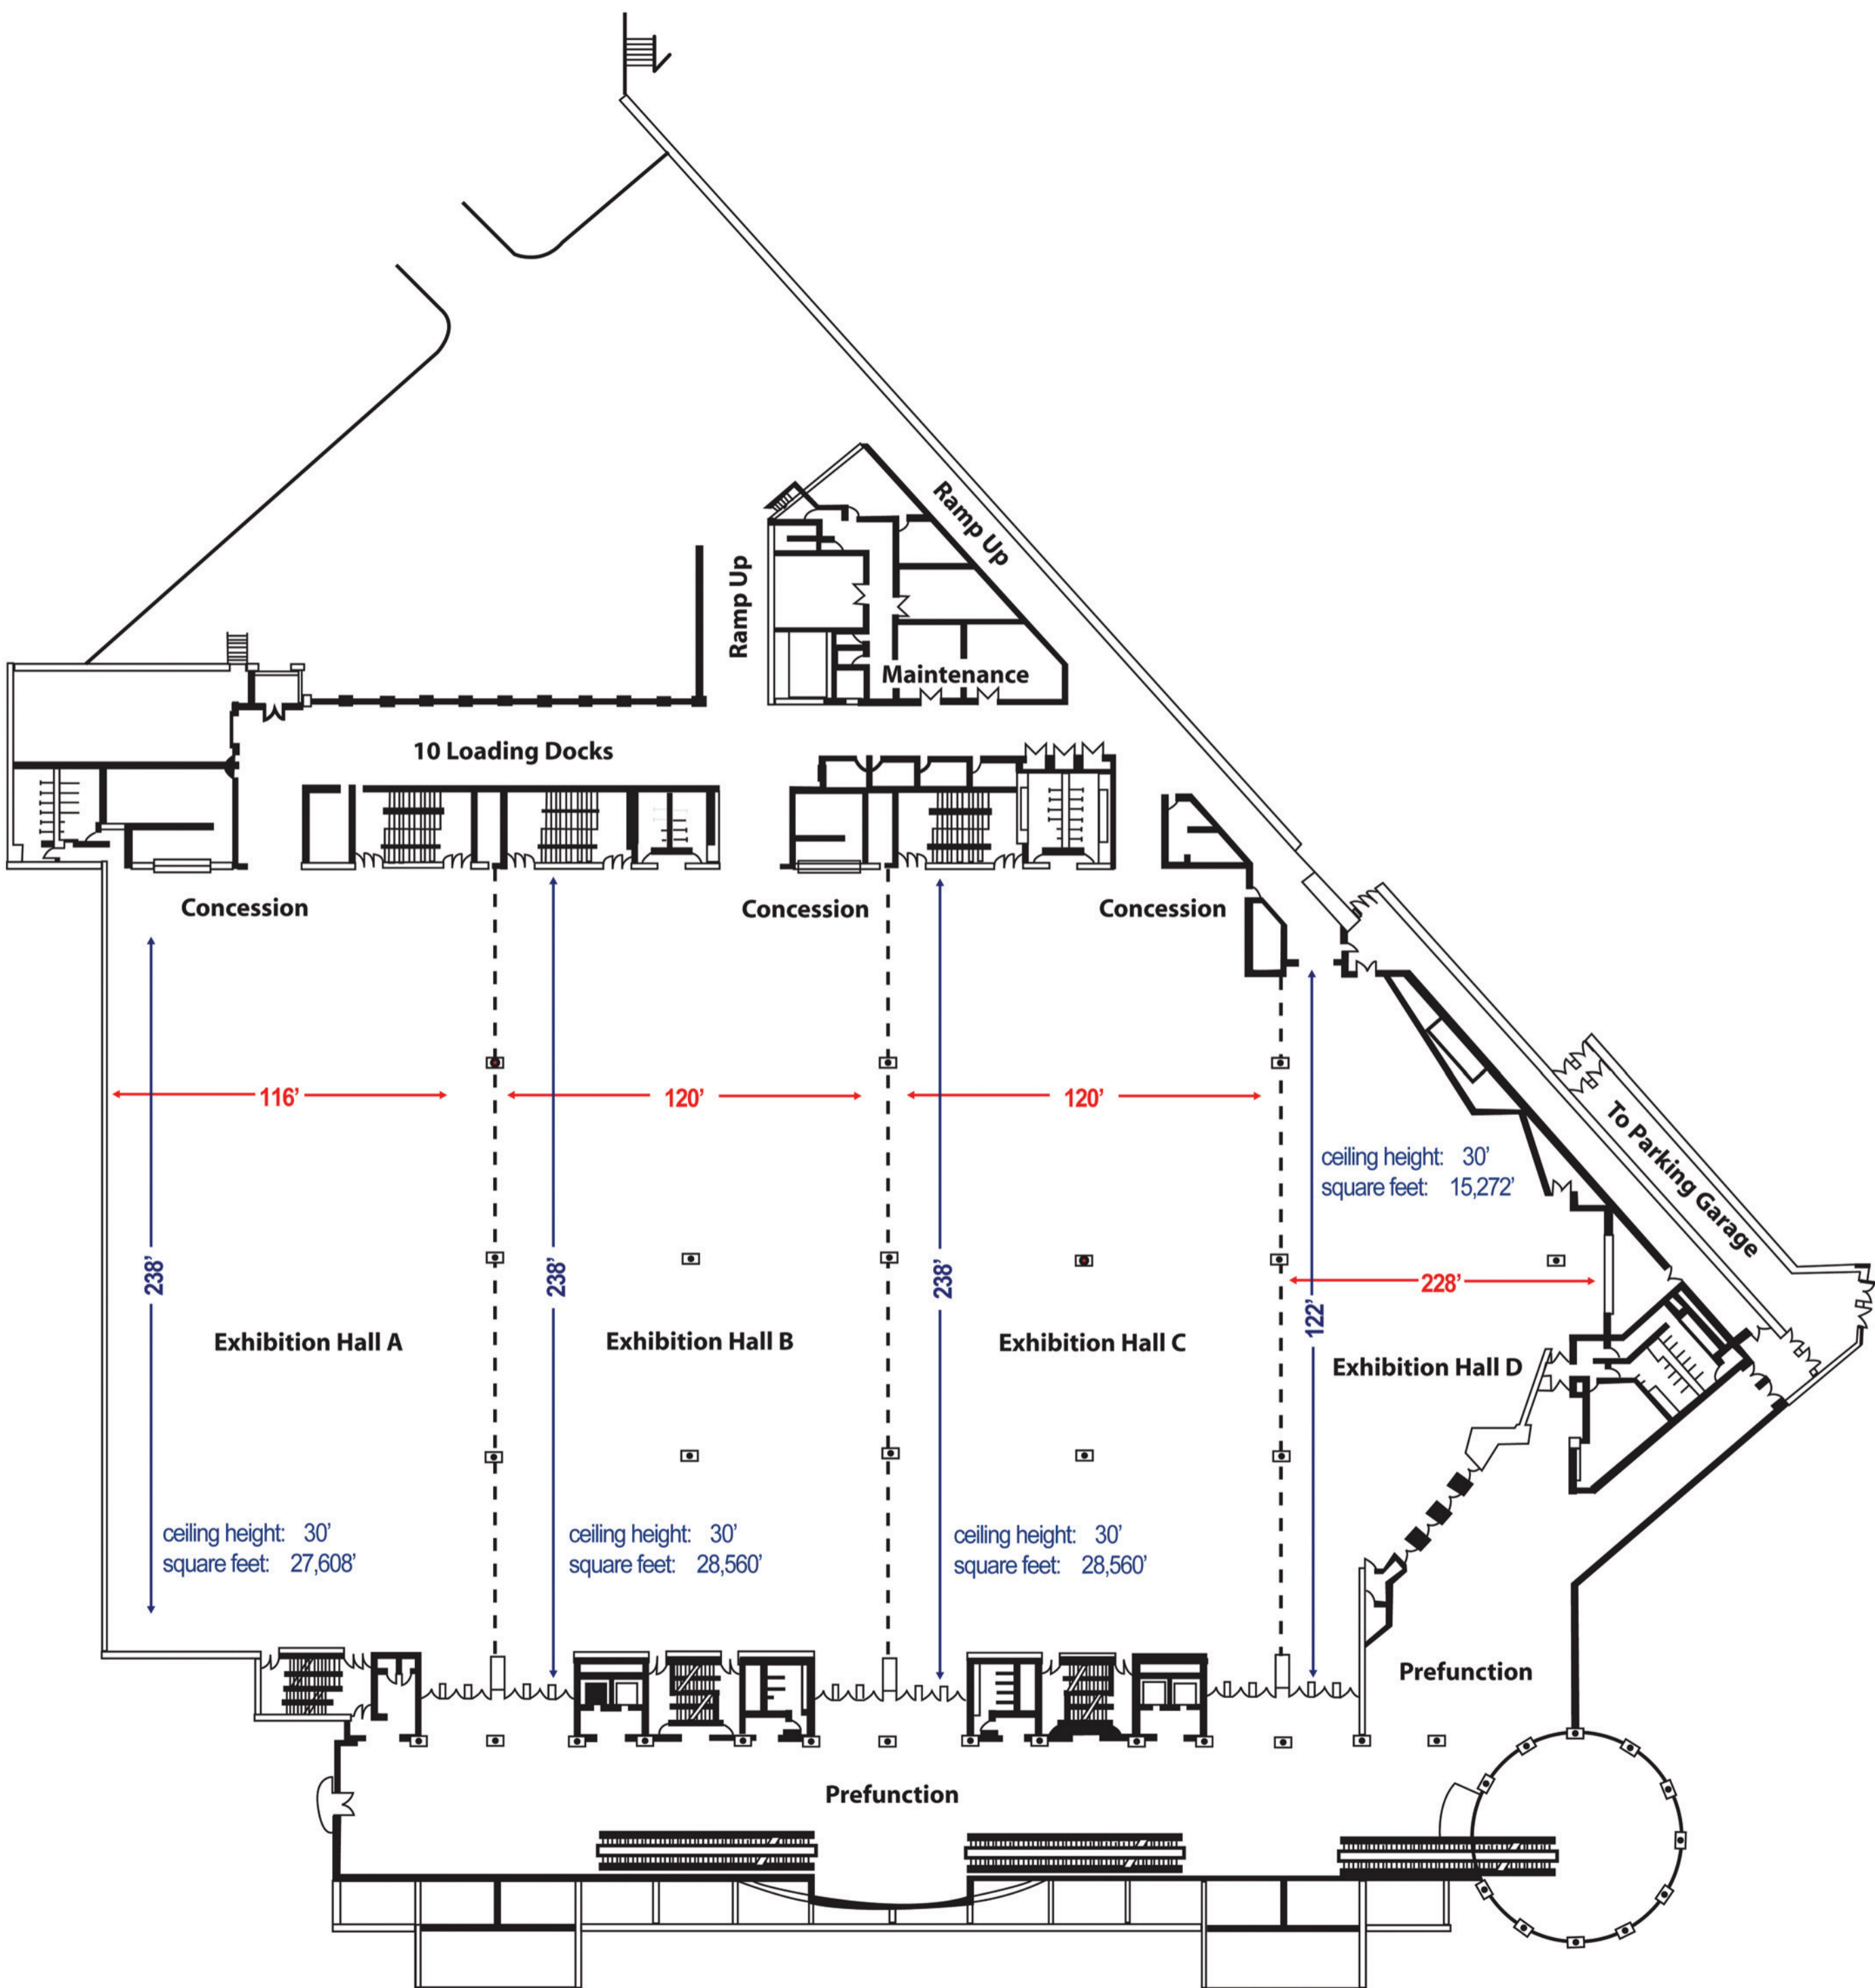 Ramp Up
Ramp Up
Maintenance
10 Loading Docks
Concession
Concession
Concession
116’
120’
120’
To Parking Garage
ceiling height: 30’
square feet: 15,272’
238’
238’
238’
122’
228’
Exhibition Hall A
Exhibition Hall B
Exhibition Hall C
Exhibition Hall D
ceiling height: 30’
square feet: 27,608’
ceiling height: 30’
square feet: 28,560’
ceiling height: 30’
square feet: 28,560’
Prefunction
Prefunction